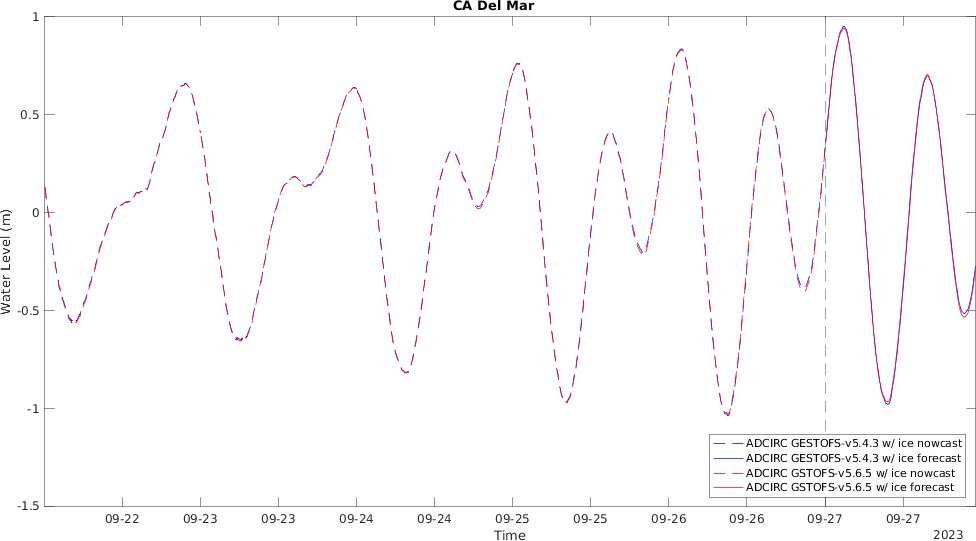 CA Del Mar
1
0.5
0
-0.5
-1
-1.5
Water Level (m)
ADCIRC GESTOFS-v5.4.3 w/ ice nowcast
ADCIRC GESTOFS-v5.4.3 w/ ice forecast
ADCIRC GSTOFS-v5.6.5 w/ ice nowcast
ADCIRC GSTOFS-v5.6.5 w/ ice forecast
09-22 09-23 09-23 09-24 09-24 09-25 09-25 09-26 09-26 09-27 09-27
Time
2023